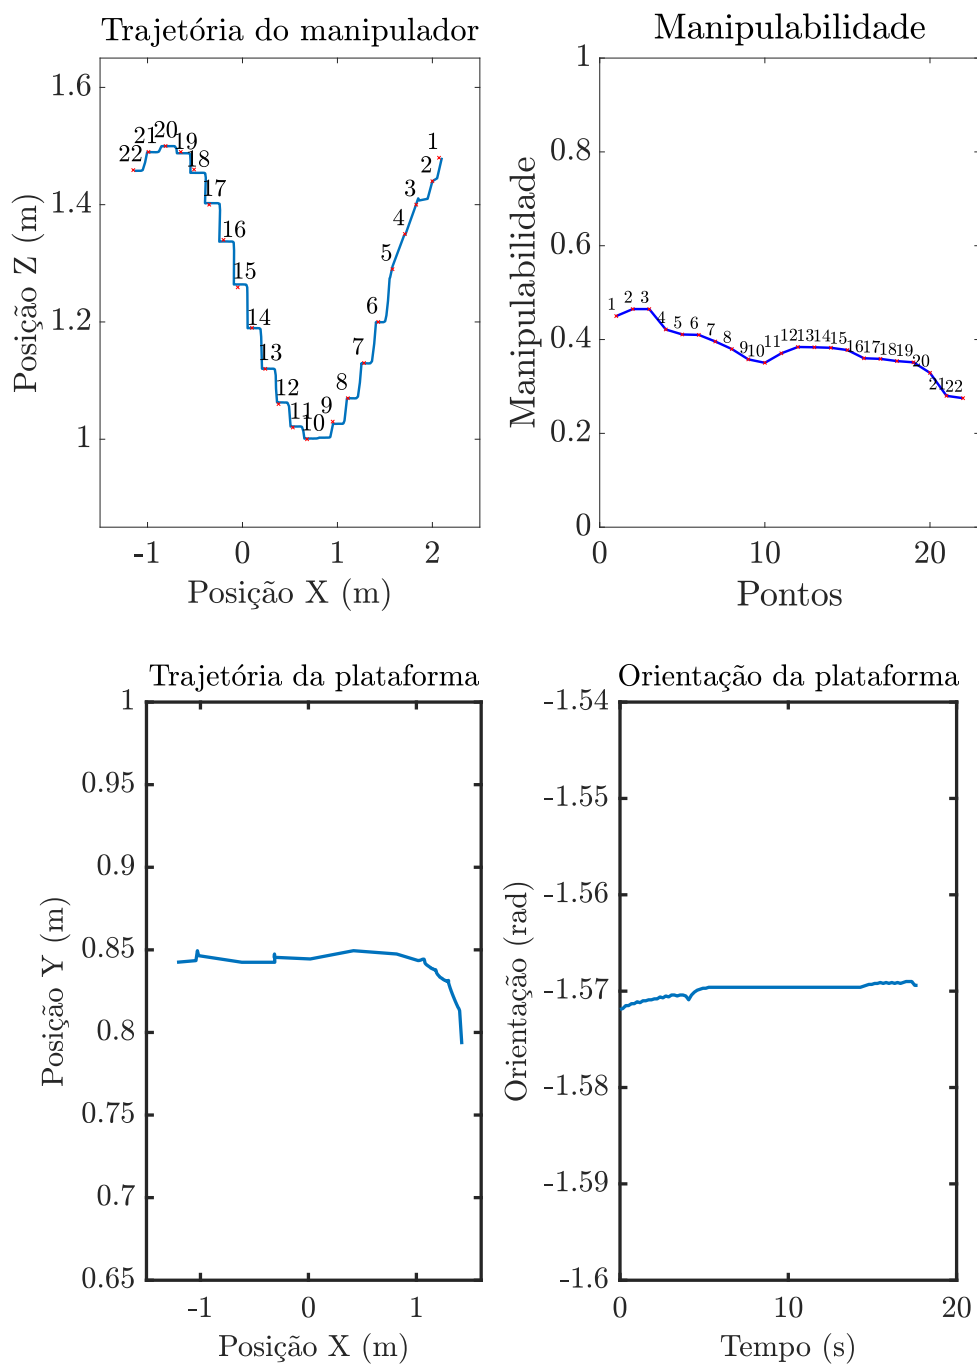 Trajetória do manipulador
1.6
1.4
1.2
1
Posição Z (m)
22 21 20 19 18 17 16 15 14 13 12 11 10 9 8 7 6 5 4 3 2 1
-1 0 1 2
Posição X (m)
Manipulabilidade
1
0.8
0.6
0.4
0.2
0
Manipulabilidade
1 2 3 4 5 6 7 8 9 10 11 12 13 14 15 16 17 18 19 20 21 22
0 10 20
Pontos
Trajetória da plataforma
1
0.95
0.9
0.85
0.8
0.75
0.7
0.65
Posição Y (m)
-1 0 1
Posição X (m)
Orientação da plataforma
-1.54
-1.55
-1.56
-1.57
-1.58
-1.59
-1.6
Orientação (rad)
0 10 20
Tempo (s)